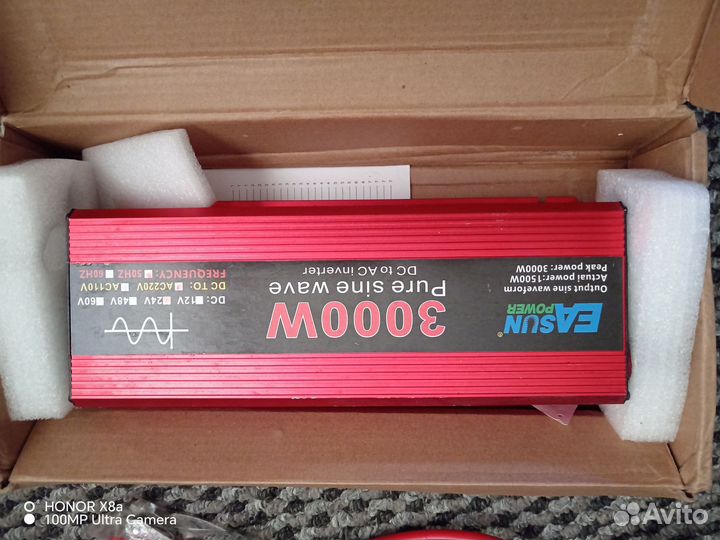 EASUN
POWER
®
Output sine waveform
Actuai power:1500W
Peak power: 3000W
3000W
Pure sine wave
DC to AC inverter
DC: 12V 24V 48V 60V
DC TO: AC220V AC110V
FREQUENCY: 50HZ 60HZ
HONOR X8a
100MP Ultra Camera
Avito